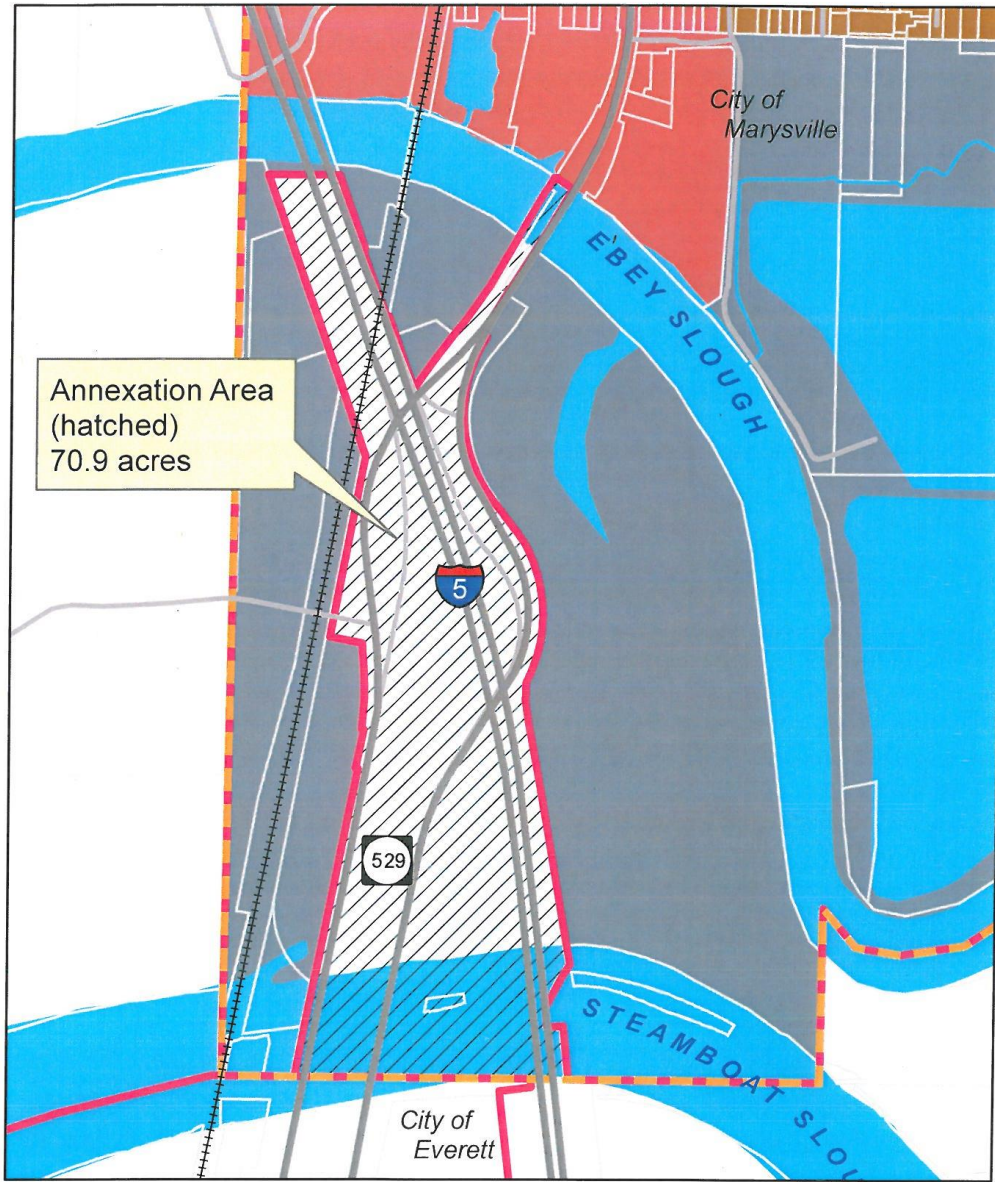 City of
Marysville
EBEY SLOUGH
Annexation Area
(hatched)
70.9 acres
5
529
STEAMBOAT SLOU
City of
Everett